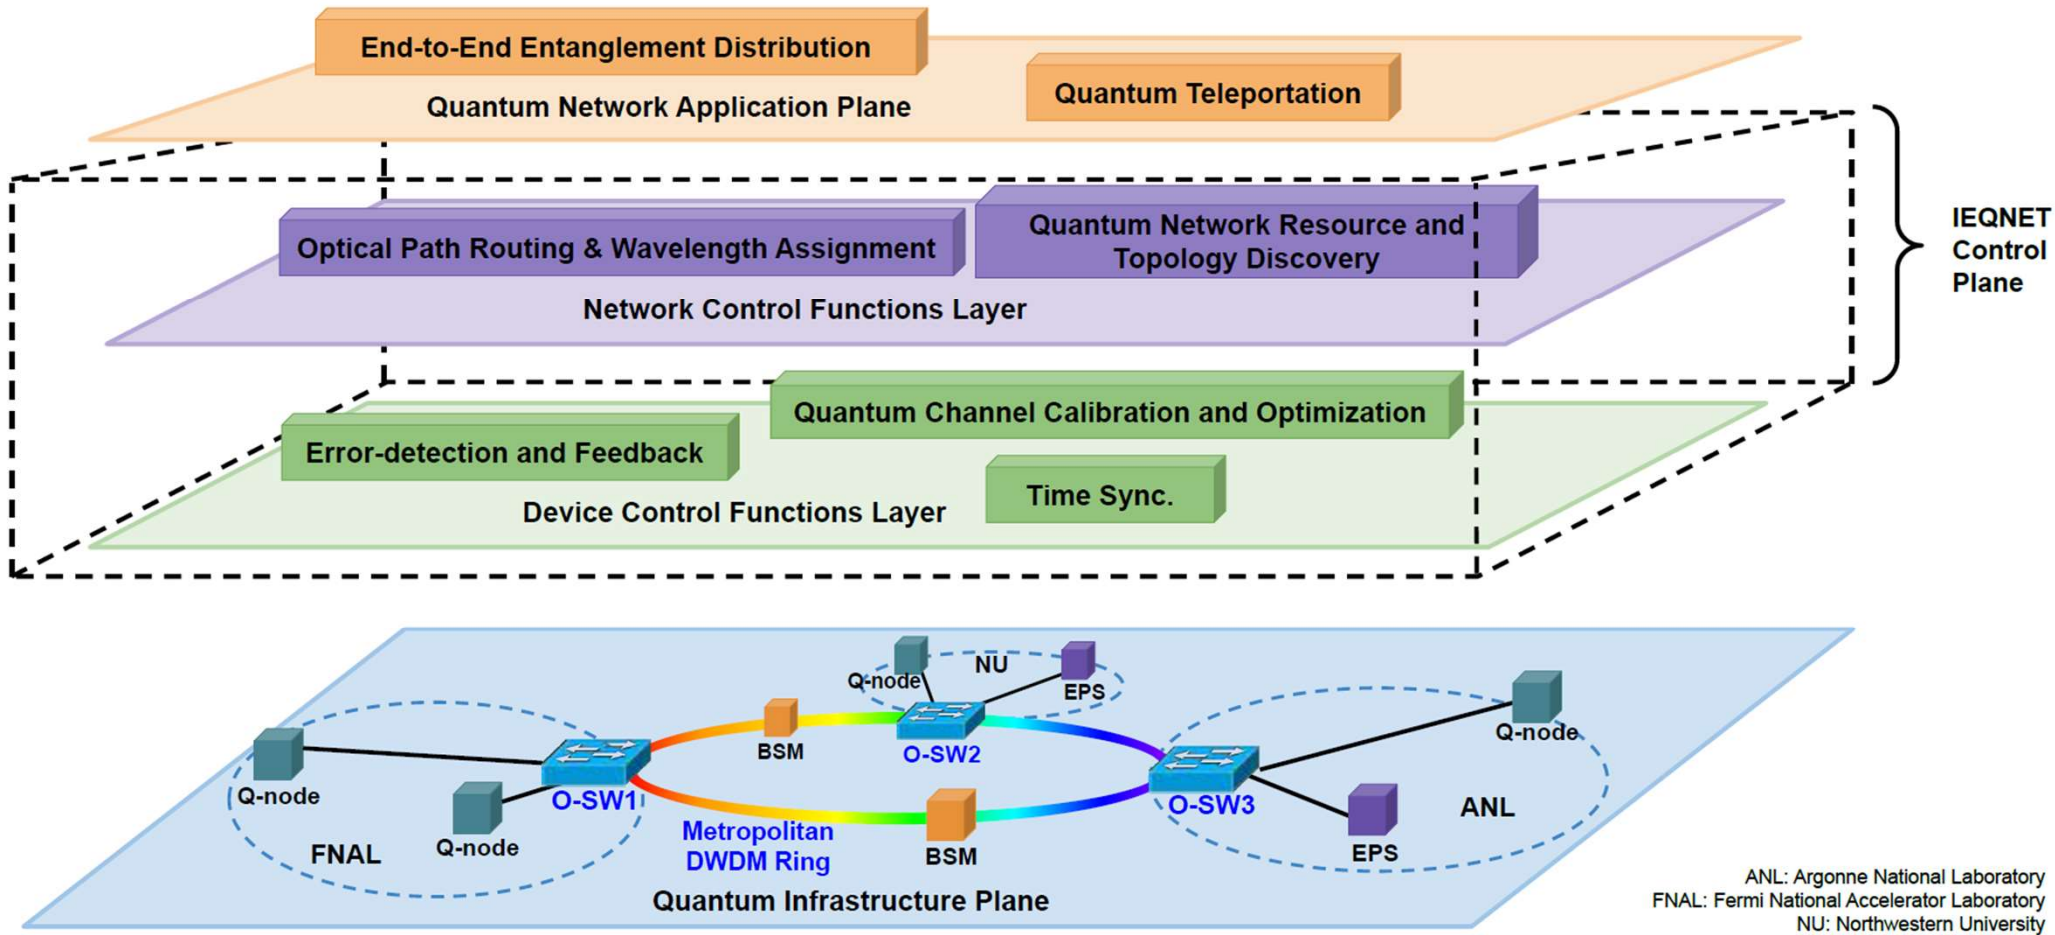 End-to-End Entanglement Distribution
Quantum Teleportation
Quantum Network Application Plane
Optical Path Routing & Wavelength Assignment
Quantum Network Resource and
Topology Discovery
Network Control Functions Layer
IEQNET
Control
Plane
Quantum Channel Calibration and Optimization
Error-detection and Feedback
Time Sync.
Device Control Functions Layer
NU
Q-node
EPS
Q-node
BSM
O-SW2
Q-node
O-SW1
O-SW3
ANL
Metropolitan
DWDM Ring
Q-node
FNAL
BSM
EPS
Quantum Infrastructure Plane
ANL: Argonne National Laboratory
FNAL: Fermi National Accelerator Laboratory
NU: Northwestern University